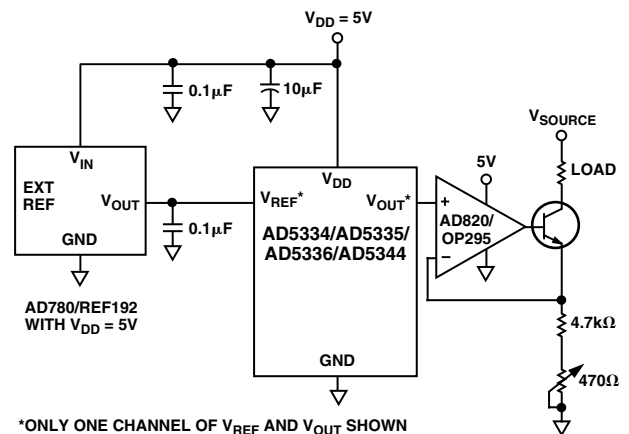 V_DD = 5V
0.1µF
10µF
V_SOURCE
LOAD
EXT
REF
V_IN
V_OUT
GND
0.1µF
V_REF*
V_DD
V_OUT*
AD5334/AD5335/
AD5336/AD5344
GND
5V
+
AD820/
OP295
–
4.7kΩ
470Ω
AD780/REF192
WITH V_DD = 5V
*ONLY ONE CHANNEL OF V_REF AND V_OUT SHOWN